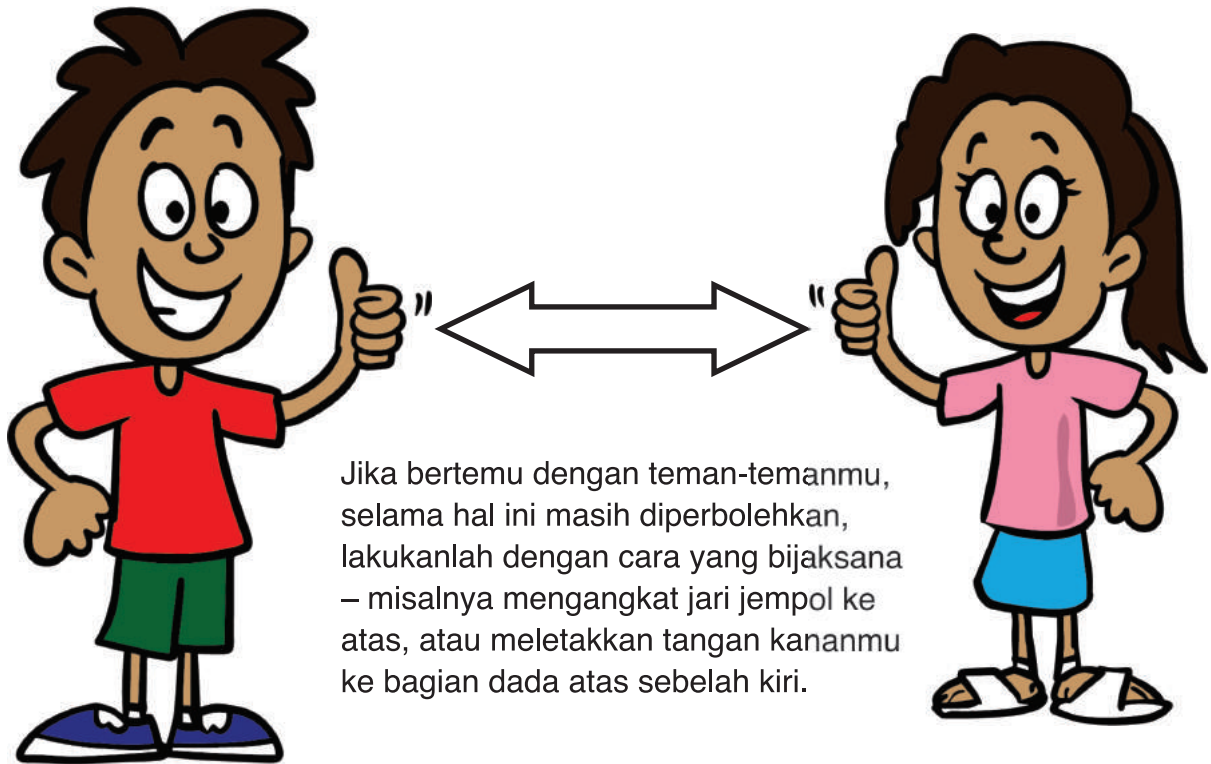 Jika bertemu dengan teman-temanmu,
selama hal ini masih diperbolehkan,
lakukanlah dengan cara yang bijaksana
– misalnya mengangkat jari jempol ke
atas, atau meletakkan tangan kananmu
ke bagian dada atas sebelah kiri.